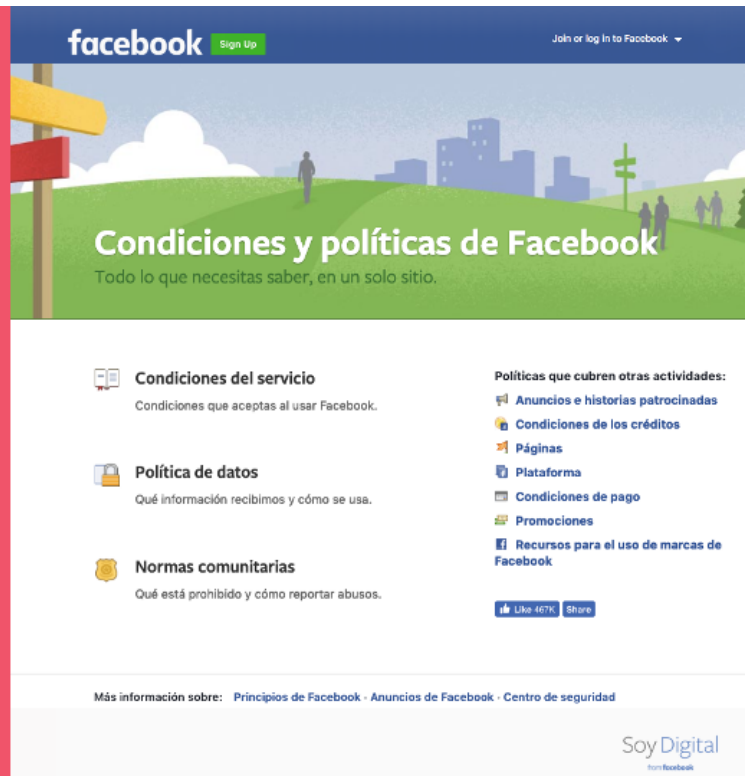 facebook Sign Up
Join or log in to Facebook
Condiciones y políticas de Facebook
Todo lo que necesitas saber, en un solo sitio.
Condiciones del servicio
Condiciones que aceptas al usar Facebook.
Política de datos
Qué información recibimos y cómo se usa.
Normas comunitarias
Qué está prohibido y cómo reportar abusos.
Políticas que cubren otras actividades:
Anuncios e historias patrocinadas
Condiciones de los créditos
Páginas
Plataforma
Condiciones de pago
Promociones
Recursos para el uso de marcas de
Facebook
Like 467K Share
Más información sobre: Principios de Facebook · Anuncios de Facebook · Centro de seguridad
Soy Digital
from facebook